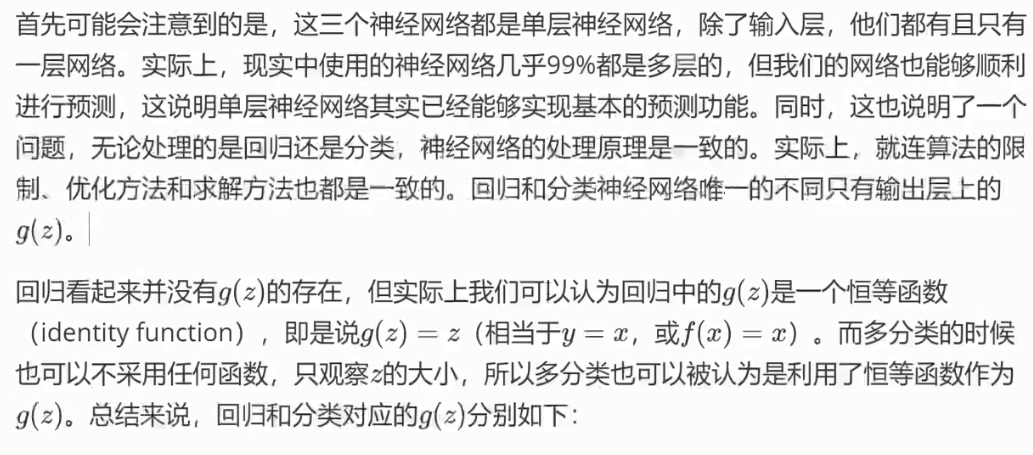 首先可能会注意到的是，这三个神经网络都是单层神经网络，除了输入层，他们都有且只有
一层网络。实际上，现实中使用的神经网络几乎99%都是多层的，但我们的网络也能够顺利
进行预测，这说明单层神经网络其实已经能够实现基本的预测功能。同时，这也说明了一个
问题，无论处理的是回归还是分类，神经网络的处理原理是一致的。实际上，就连算法的限
制、优化方法和求解方法也都是一致的。回归和分类神经网络唯一的不同只有输出层上的
g(z)。
回归看起来并没有g(z)的存在，但实际上我们可以认为回归中的g(z)是一个恒等函数
（identity function），即是说g(z) = z（相当于y = x，或f(x) = x）。而多分类的时候
也可以不采用任何函数，只观察z的大小，所以多分类也可以被认为是利用了恒等函数作为
g(z)。总结来说，回归和分类对应的g(z)分别如下：